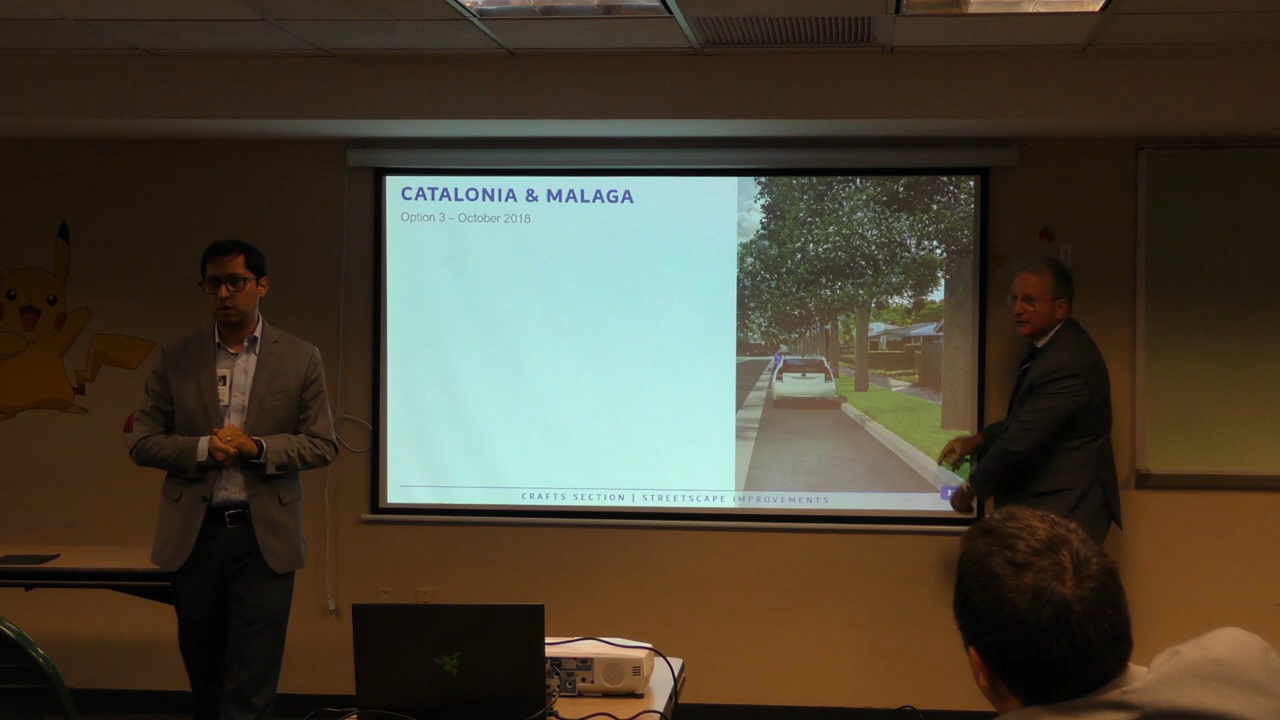 CATALONIA & MALAGA
Option 3 – October 2018
CRAFTS SECTION | STREETSCAPE IMPROVEMENTS